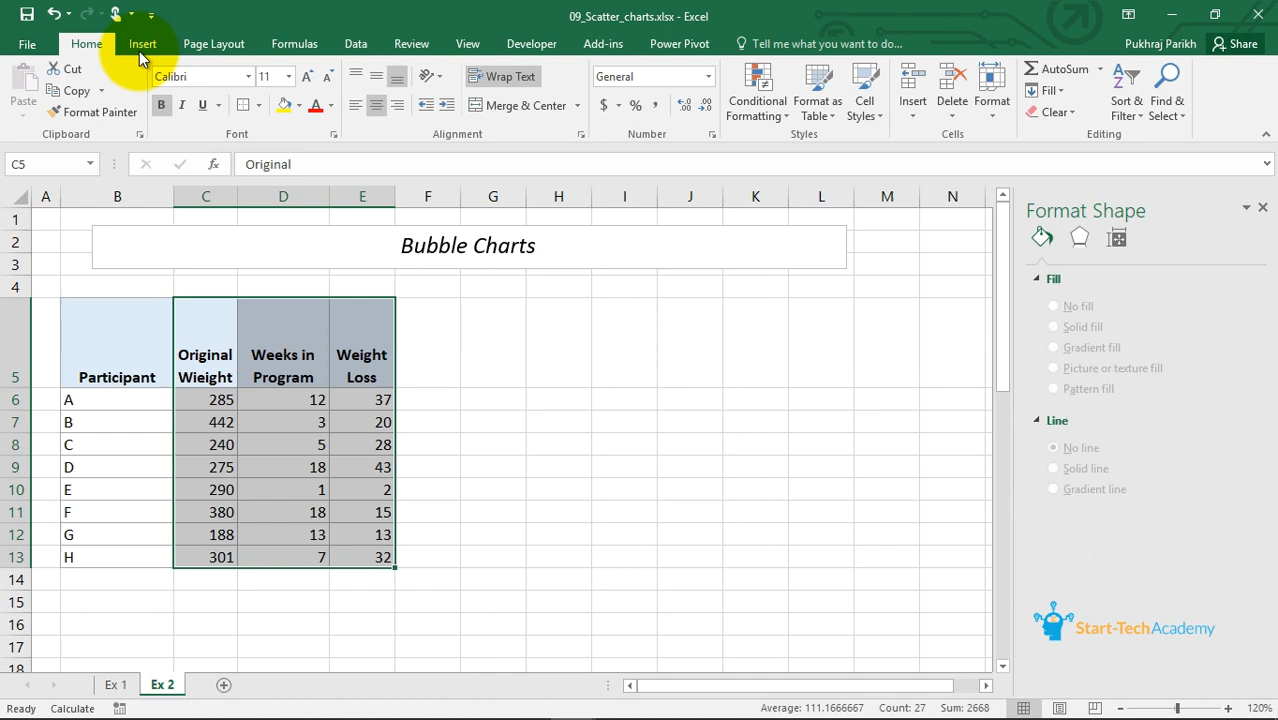 09_Scatter_charts.xlsx - Excel
File Home Insert Page Layout Formulas Data Review View Developer Add-ins Power Pivot Tell me what you want to do... Pukhraj Parikh Share
Paste Cut Copy Format Painter
Calibri 11 B I U A
Wrap Text Merge & Center
General $ %
Conditional Formatting Format as Table Cell Styles
Insert Delete Format
AutoSum Fill Clear Sort & Filter Find & Select
Clipboard Font Alignment Number Styles Cells Editing
C5 fx Original
A B C D E F G H I J K L M N
1
2 Bubble Charts
3
4
5 Participant Original Wieight Weeks in Program Weight Loss
6 A 285 12 37
7 B 442 3 20
8 C 240 5 28
9 D 275 18 43
10 E 290 1 2
11 F 380 18 15
12 G 188 13 13
13 H 301 7 32
14
15
16
17
18
Format Shape
Fill
No fill
Solid fill
Gradient fill
Picture or texture fill
Pattern fill
Line
No line
Solid line
Gradient line
Start-TechAcademy
Ex 1 Ex 2
Ready Calculate Average: 111.1666667 Count: 27 Sum: 2668 120%